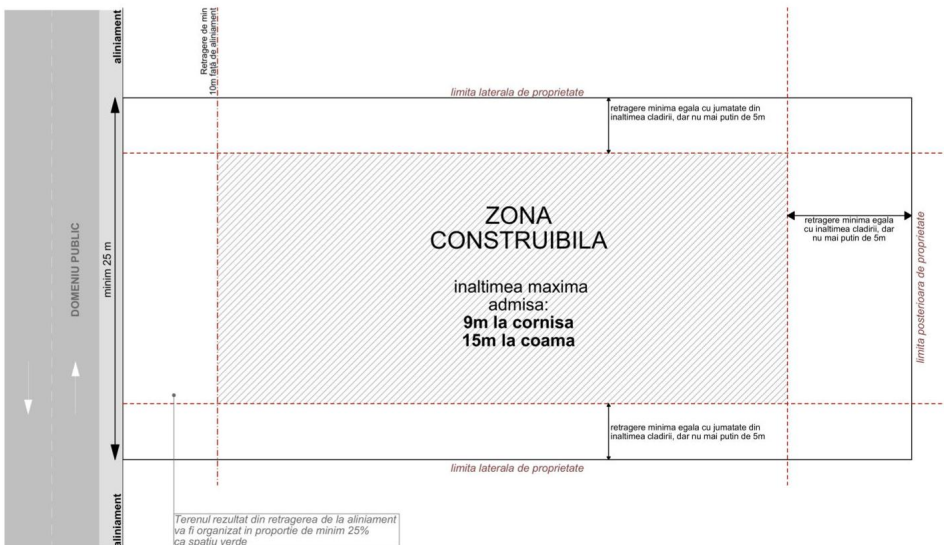 aliniament
Retragere de min
10m față de aliniament
limita laterala de proprietate
retragere minima egala cu jumatate din
inaltimea cladirii, dar nu mai putin de 5m
DOMENIU PUBLIC
minim 25 m
ZONA
CONSTRUIBILA
inaltimea maxima
admisa:
9m la cornisa
15m la coama
retragere minima egala
cu inaltimea cladirii, dar
nu mai putin de 5m
limita posterioara de proprietate
retragere minima egala cu jumatate din
inaltimea cladirii, dar nu mai putin de 5m
limita laterala de proprietate
aliniament
Terenul rezultat din retragerea de la aliniament
va fi organizat in proportie de minim 25%
ca spatiu verde